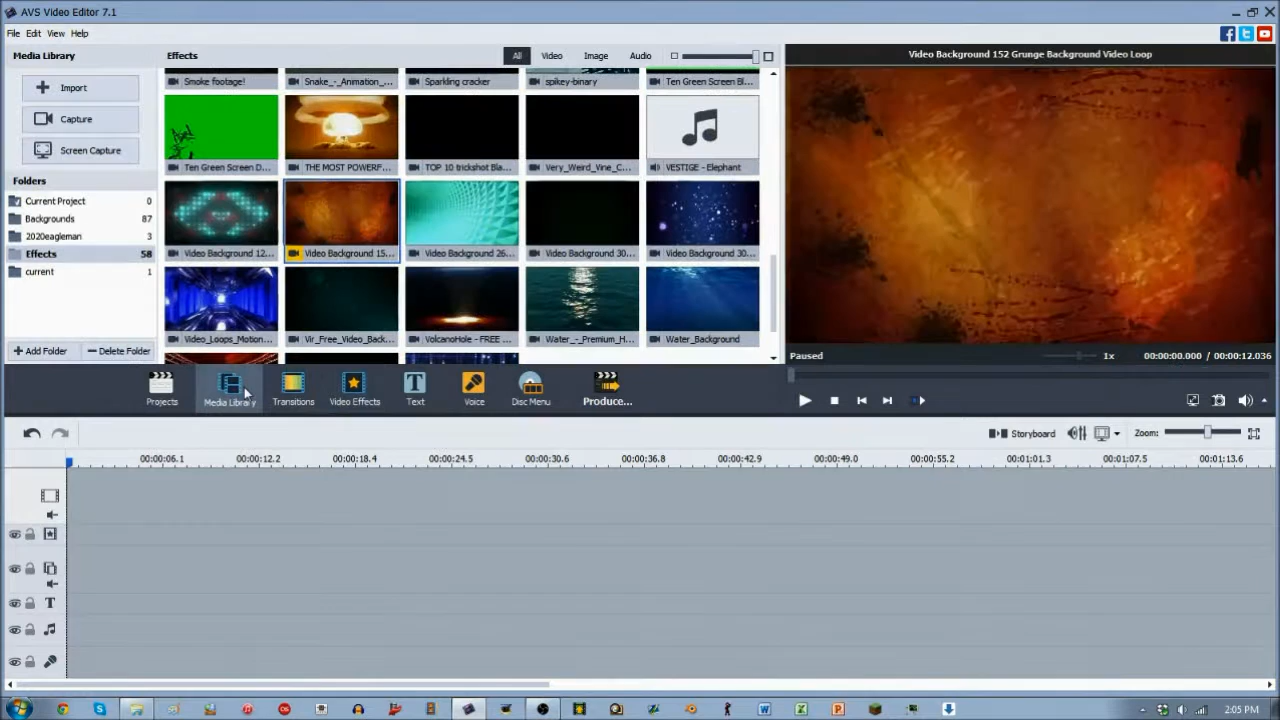 AVS Video Editor 7.1
File Edit View Help
Media Library
Effects
All Video Image Audio
Video Background 152 Grunge Background Video Loop
Import
Capture
Screen Capture
Smoke footage!
Snake_-_Animation_...
Sparkling cracker
spikey-binary
Ten Green Screen Bl...
Ten Green Screen D...
THE MOST POWERF...
TOP 10 trickshot Bla...
Very_Weird_Vine_C...
VESTIGE - Elephant
Folders
Current Project 0
Backgrounds 87
2020eagleman 3
Effects 58
current 1
Video Background 12...
Video Background 15...
Video Background 26...
Video Background 30...
Video Background 30...
Video_Loops_Motion...
Vir_Free_Video_Back...
VolcanoHole - FREE ...
Water_-_Premium_H...
Water_Background
Add Folder
Delete Folder
Paused
1x
00:00:00.000 / 00:00:12.036
Projects
Media Library
Transitions
Video Effects
Text
Voice
Disc Menu
Produce...
Storyboard
Zoom:
00:00:06.1 00:00:12.2 00:00:18.4 00:00:24.5 00:00:30.6 00:00:36.8 00:00:42.9 00:00:49.0 00:00:55.2 00:01:01.3 00:01:07.5 00:01:13.6
2:05 PM